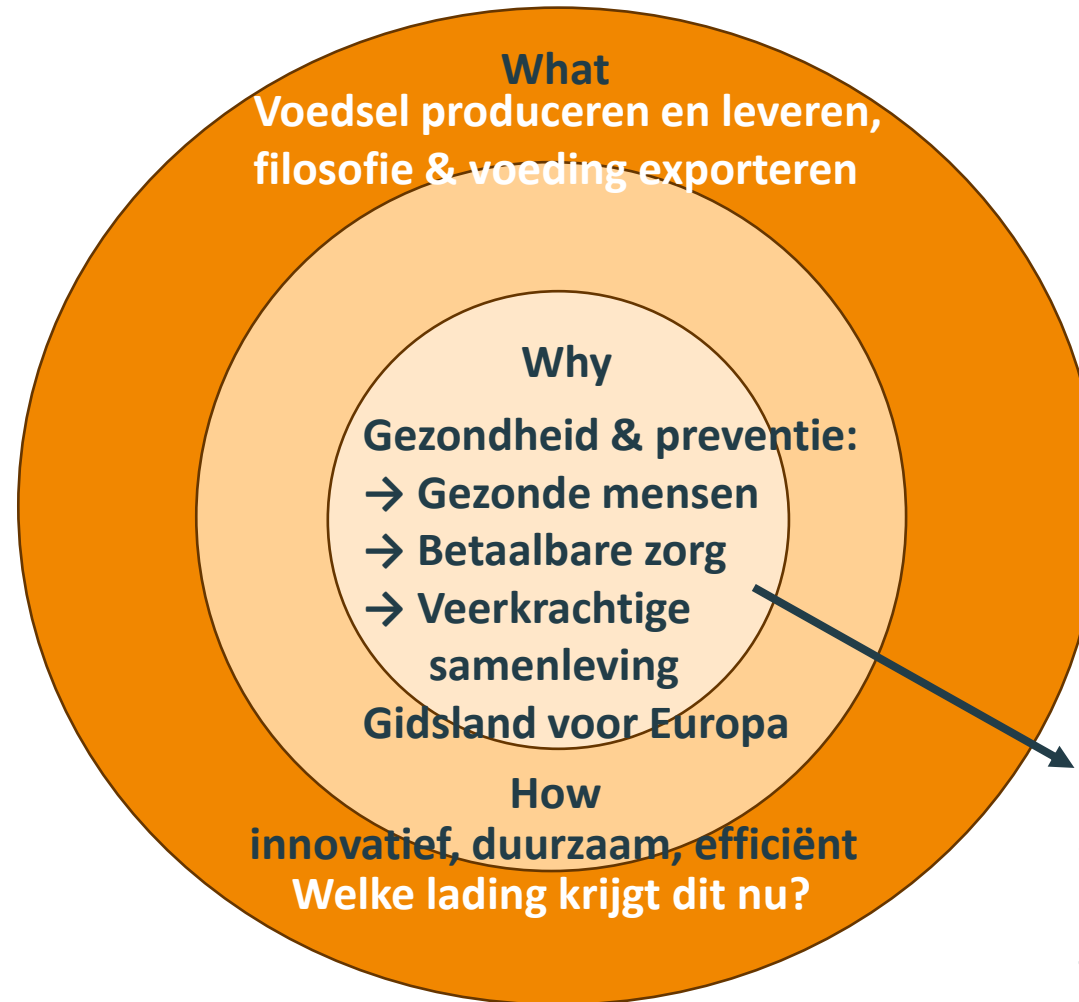 What
Voedsel produceren en leveren,
filosofie & voeding exporteren
Why
Gezondheid & preventie:
→ Gezonde mensen
→ Betaalbare zorg
→ Veerkrachtige
samenleving
Gidsland voor Europa
How
innovatief, duurzaam, efficiënt
Welke lading krijgt dit nu?